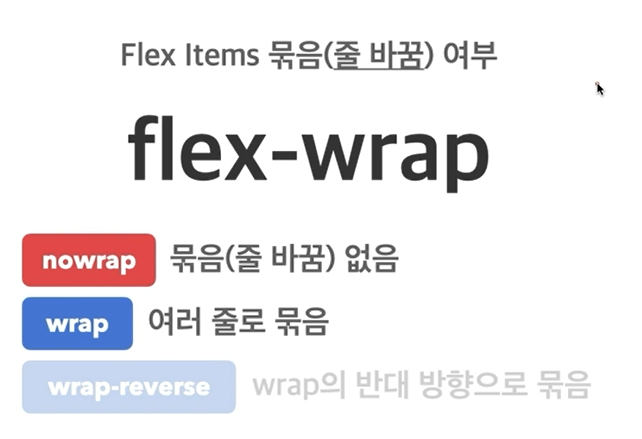 Flex Items 묶음(줄 바꿈) 여부
flex-wrap
nowrap 묶음(줄 바꿈) 없음
wrap 여러 줄로 묶음
wrap-reverse wrap의 반대 방향으로 묶음